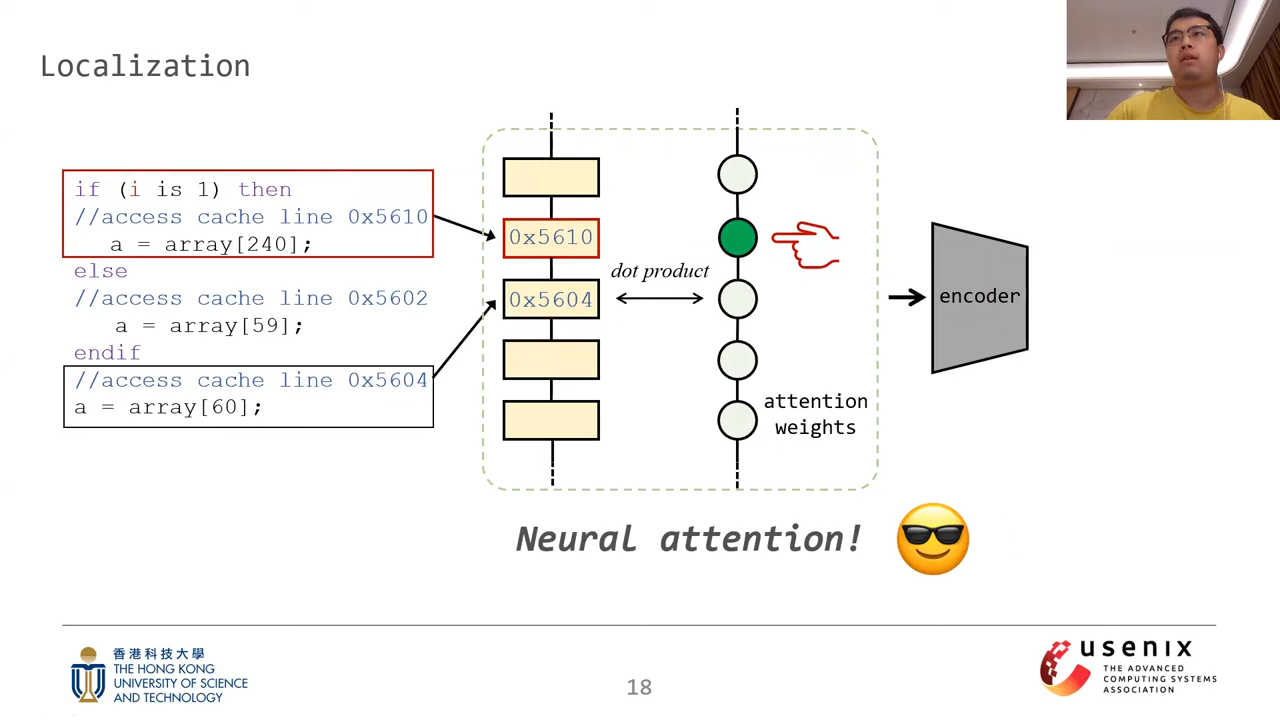 Localization
if (i is 1) then
//access cache line 0x5610
a = array[240];
else
//access cache line 0x5602
a = array[59];
endif
//access cache line 0x5604
a = array[60];
0x5610
0x5604
dot product
attention
weights
encoder
Neural attention!
香港科技大學
THE HONG KONG
UNIVERSITY OF SCIENCE
AND TECHNOLOGY
18
usenix
THE ADVANCED
COMPUTING SYSTEMS
ASSOCIATION